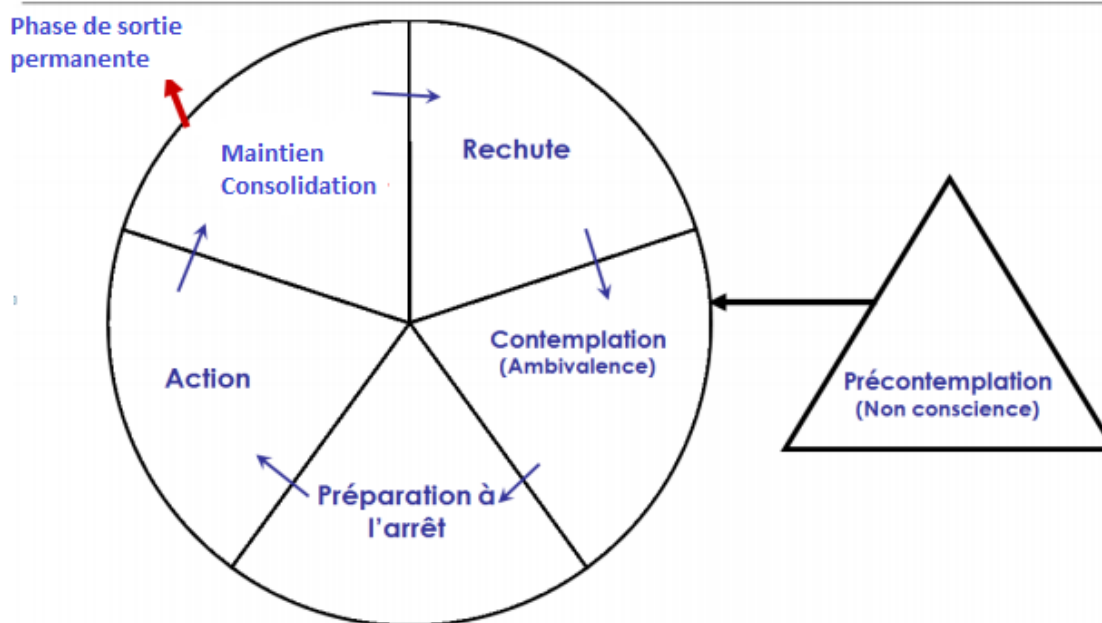 Phase de sortie
permanente
Maintien
Consolidation
Rechute
Contemplation
(Ambivalence)
Préparation à
l'arrêt
Action
Précontemplation
(Non conscience)